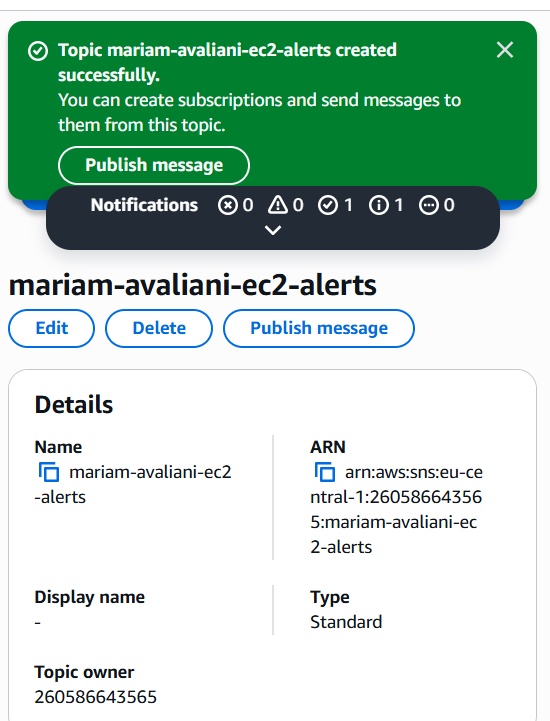 Topic mariam-avaliani-ec2-alerts created
successfully.
You can create subscriptions and send messages to
them from this topic.
Publish message
Notifications 0 0 1 1 0
mariam-avaliani-ec2-alerts
Edit Delete Publish message
Details
Name
mariam-avaliani-ec2
-alerts
ARN
arn:aws:sns:eu-ce
ntral-1:26058664356
5:mariam-avaliani-ec
2-alerts
Display name
-
Type
Standard
Topic owner
260586643565